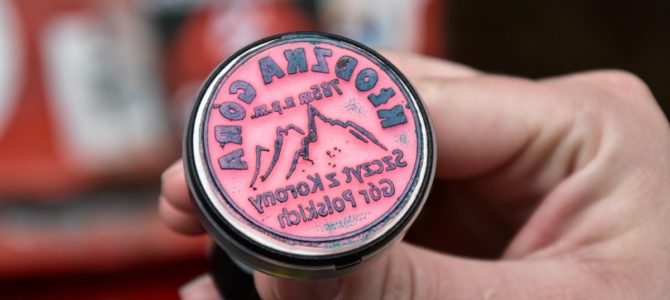 KŁODZKA GÓRA
765m n.p.m.
Szczyt z Korony
Gór Polskich